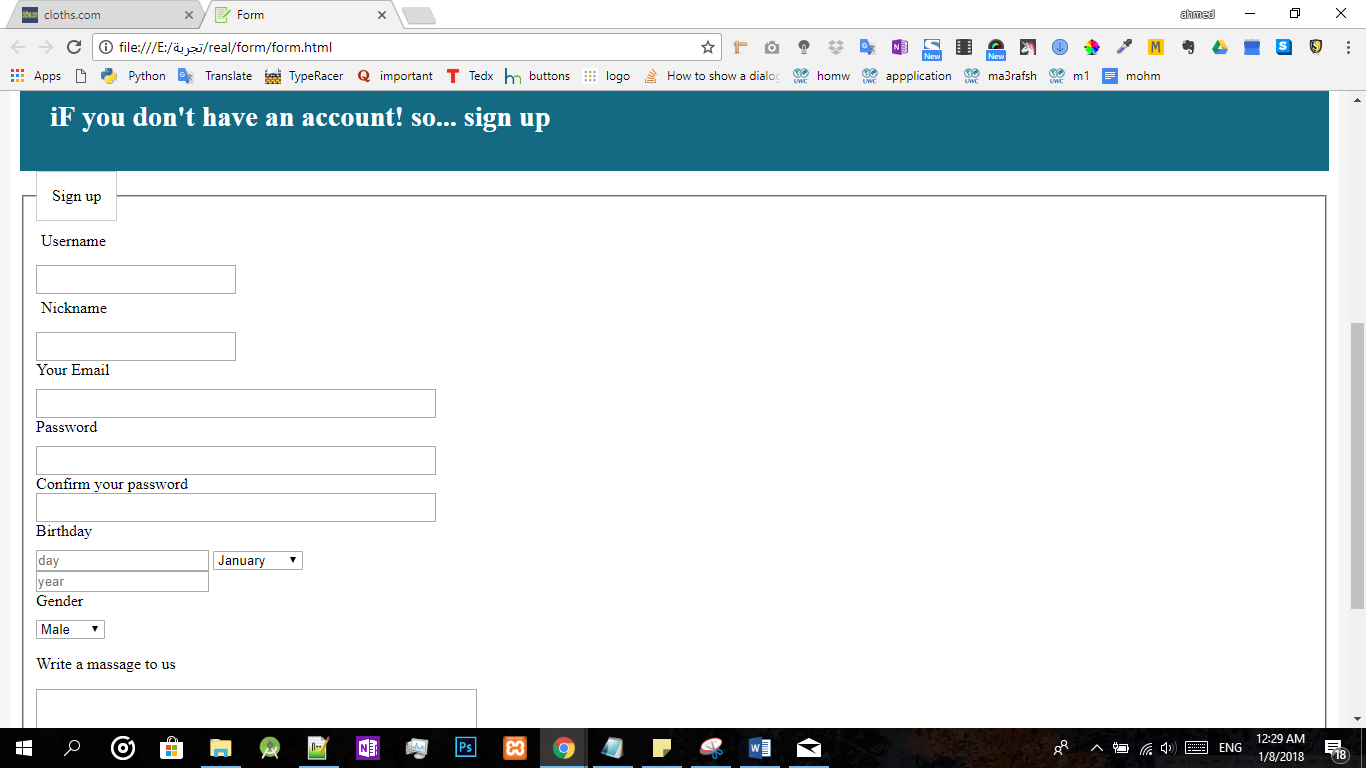 cloths.com
Form
ahmed
file:///E:/تجربة/real/form/form.html
New
New
Apps
Python
Translate
TypeRacer
important
Tedx
buttons
logo
How to show a dialog
homw
appplication
ma3rafsh
m1
mohm
iF you don't have an account! so... sign up
Sign up
Username
Nickname
Your Email
Password
Confirm your password
Birthday
day January
year
Gender
Male
Write a massage to us
ENG
12:29 AM
1/8/2018
18